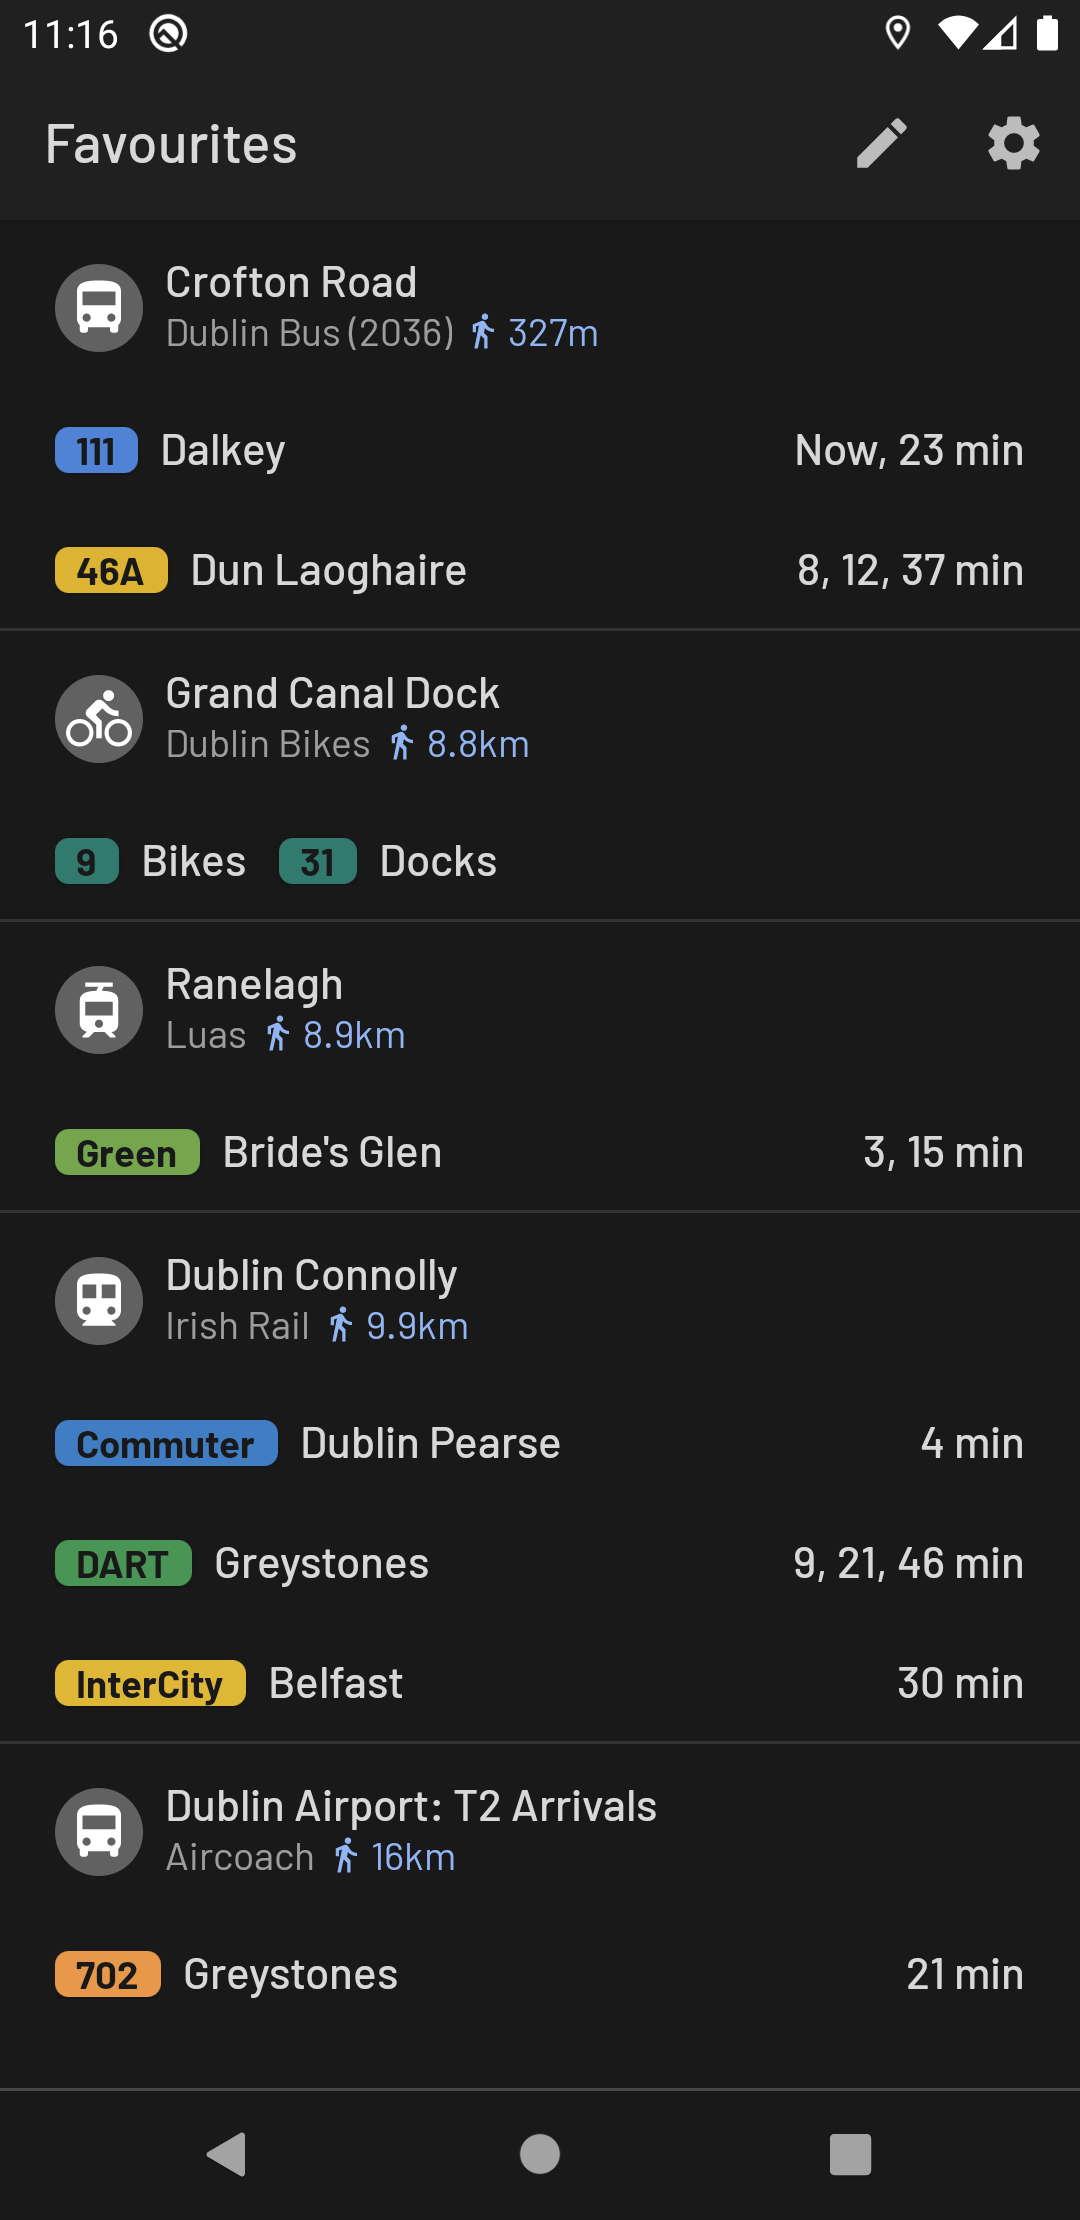 11:16
Favourites
Crofton Road
Dublin Bus (2036) 327m
111 Dalkey Now, 23 min
46A Dun Laoghaire 8, 12, 37 min
Grand Canal Dock
Dublin Bikes 8.8km
9 Bikes 31 Docks
Ranelagh
Luas 8.9km
Green Bride's Glen 3, 15 min
Dublin Connolly
Irish Rail 9.9km
Commuter Dublin Pearse 4 min
DART Greystones 9, 21, 46 min
InterCity Belfast 30 min
Dublin Airport: T2 Arrivals
Aircoach 16km
702 Greystones 21 min